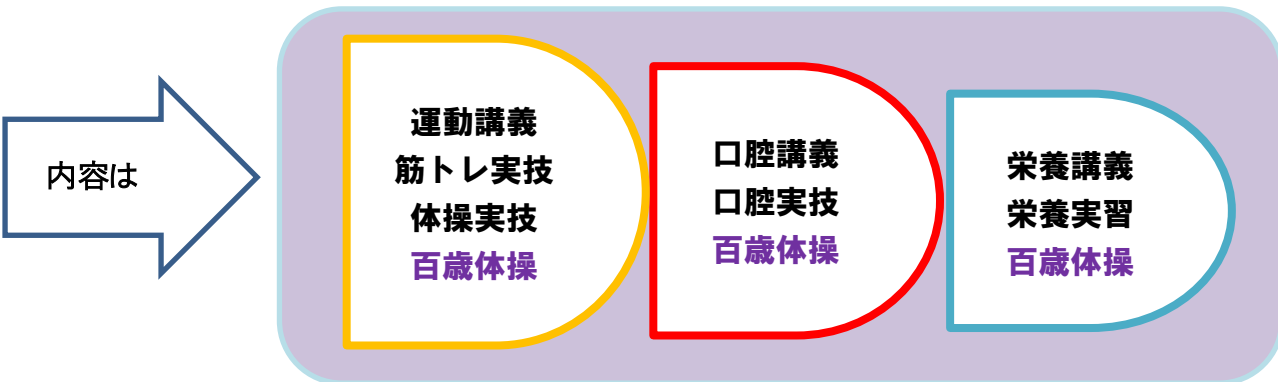 内容は
運動講義
筋トレ実技
体操実技
百歳体操
口腔講義
口腔実技
百歳体操
栄養講義
栄養実習
百歳体操